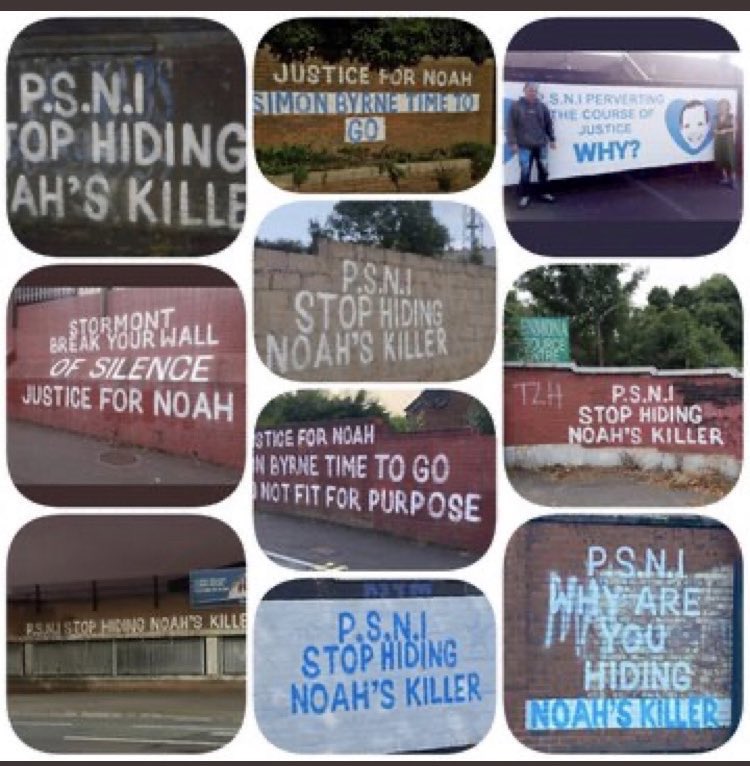 P.S.N.I
TOP HIDING
AH'S KILLE
JUSTICE FOR NOAH
SIMON BYRNE TIME TO
GO
S.N.I PERVERTING
THE COURSE OF
JUSTICE
WHY?
STORMONT
BREAK YOUR WALL
OF SILENCE
JUSTICE FOR NOAH
P.S.N.I
STOP HIDING
NOAH'S KILLER
TZH
P.S.N.I
STOP HIDING
NOAH'S KILLER
STICE FOR NOAH
N BYRNE TIME TO GO
NOT FIT FOR PURPOSE
P.S.N.I STOP HIDING NOAH'S KILLE
P.S.N.I
STOP HIDING
NOAH'S KILLER
P.S.N.I
WHY ARE
YOU
HIDING
NOAH'S KILLER